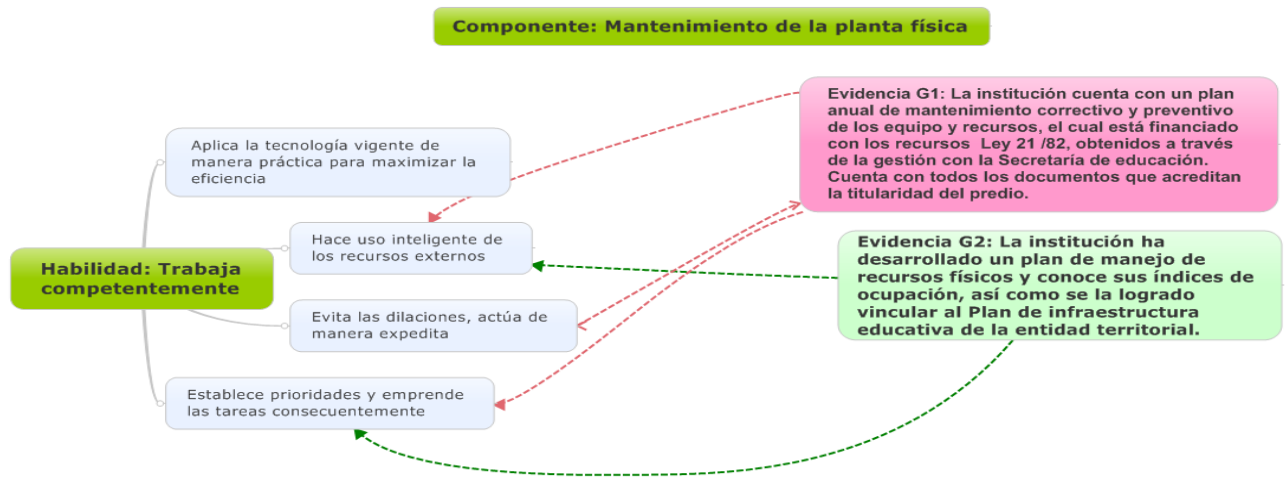 Componente: Mantenimiento de la planta física
Evidencia G1: La institución cuenta con un plan
anual de mantenimiento correctivo y preventivo
de los equipo y recursos, el cual está financiado
con los recursos Ley 21 /82, obtenidos a través
de la gestión con la Secretaría de educación.
Cuenta con todos los documentos que acreditan
la titularidad del predio.
Aplica la tecnología vigente de
manera práctica para maximizar la
eficiencia
Hace uso inteligente de
los recursos externos
Habilidad: Trabaja
competentemente
Evidencia G2: La institución ha
desarrollado un plan de manejo de
recursos físicos y conoce sus índices de
ocupación, así como se la logrado
vincular al Plan de infraestructura
educativa de la entidad territorial.
Evita las dilaciones, actúa de
manera expedita
Establece prioridades y emprende
las tareas consecuentemente